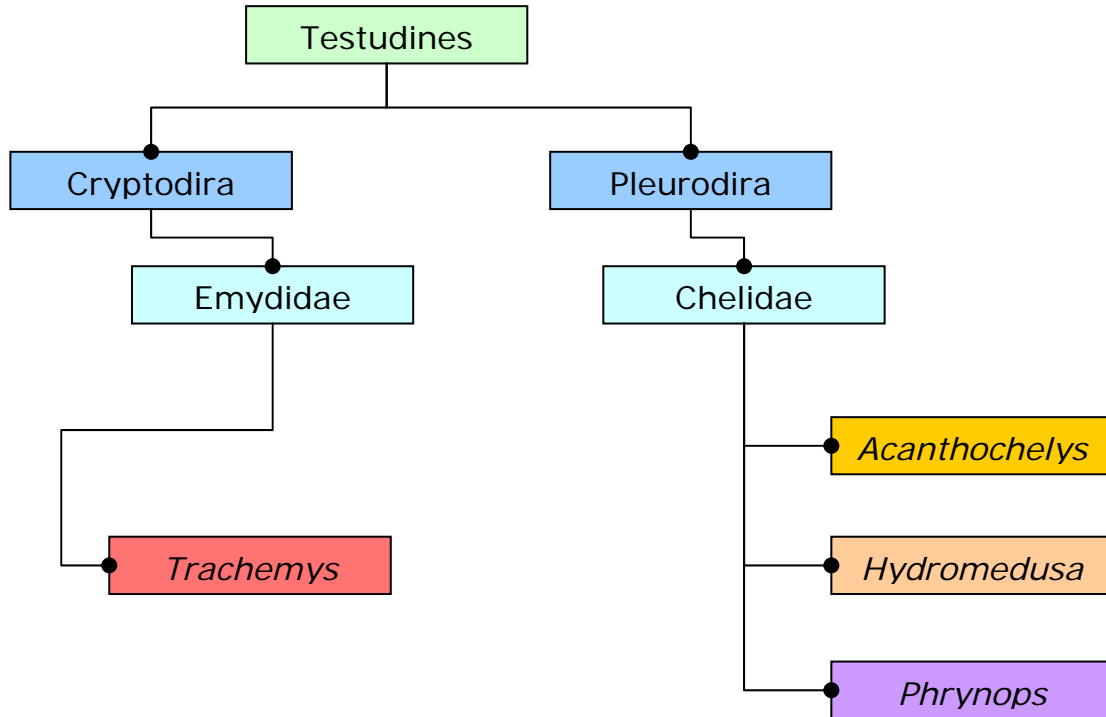 Testudines
Cryptodira
Pleurodira
Emydidae
Chelidae
Acanthochelys
Trachemys
Hydromedusa
Phrynops